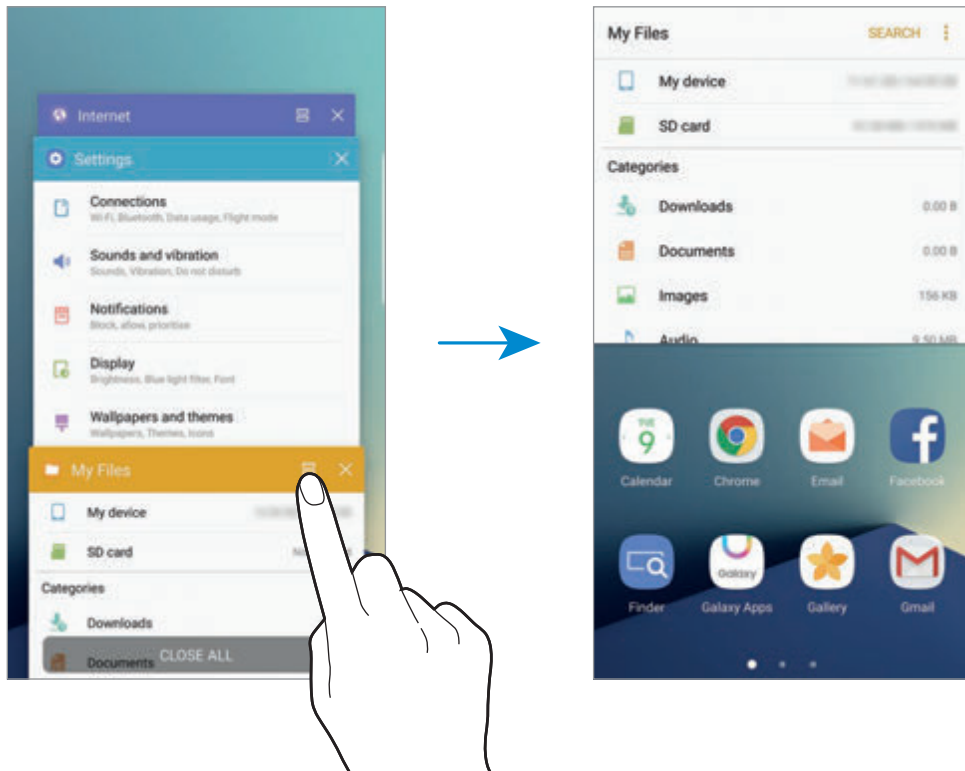 Internet
Settings
Connections
Wi-Fi, Bluetooth, Data usage, Flight mode
Sounds and vibration
Sounds, Vibration, Do not disturb
Notifications
Block, allow, prioritise
Display
Brightness, Blue light filter, Font
Wallpapers and themes
Wallpapers, Themes, Icons
My Files
My device
SD card
Categories
Downloads
Documents
CLOSE ALL
My Files SEARCH
My device
SD card
Categories
Downloads 0.00 B
Documents 0.00 B
Images 156 KB
Audio 9.50 MB
TUE
9
Calendar Chrome Email Facebook
Galaxy
Finder Galaxy Apps Gallery Gmail